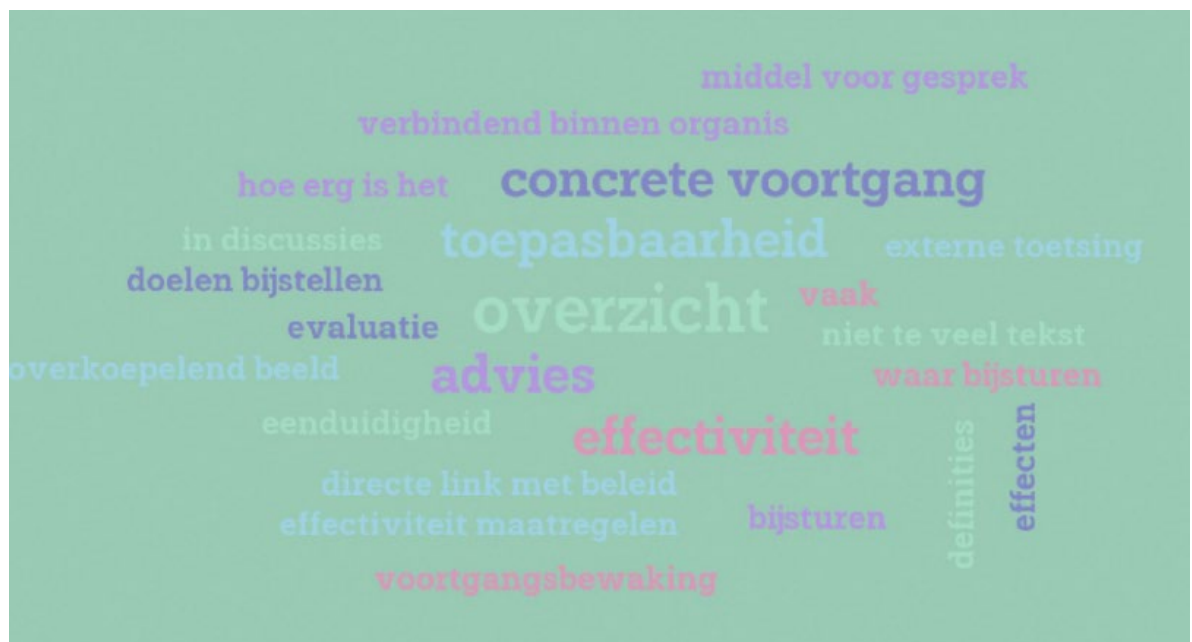 middel voor gesprek
verbindend binnen organis
hoe erg is het
concrete voortgang
in discussies
toepasbaarheid
externe toetsing
doelen bijstellen
overzicht
vaak
evaluatie
niet te veel tekst
overkoepelend beeld
advies
waar bijsturen
eenduidigheid
effectiviteit
definities
effecten
directe link met beleid
effectiviteit maatregelen
bijsturen
voortgangsbewaking